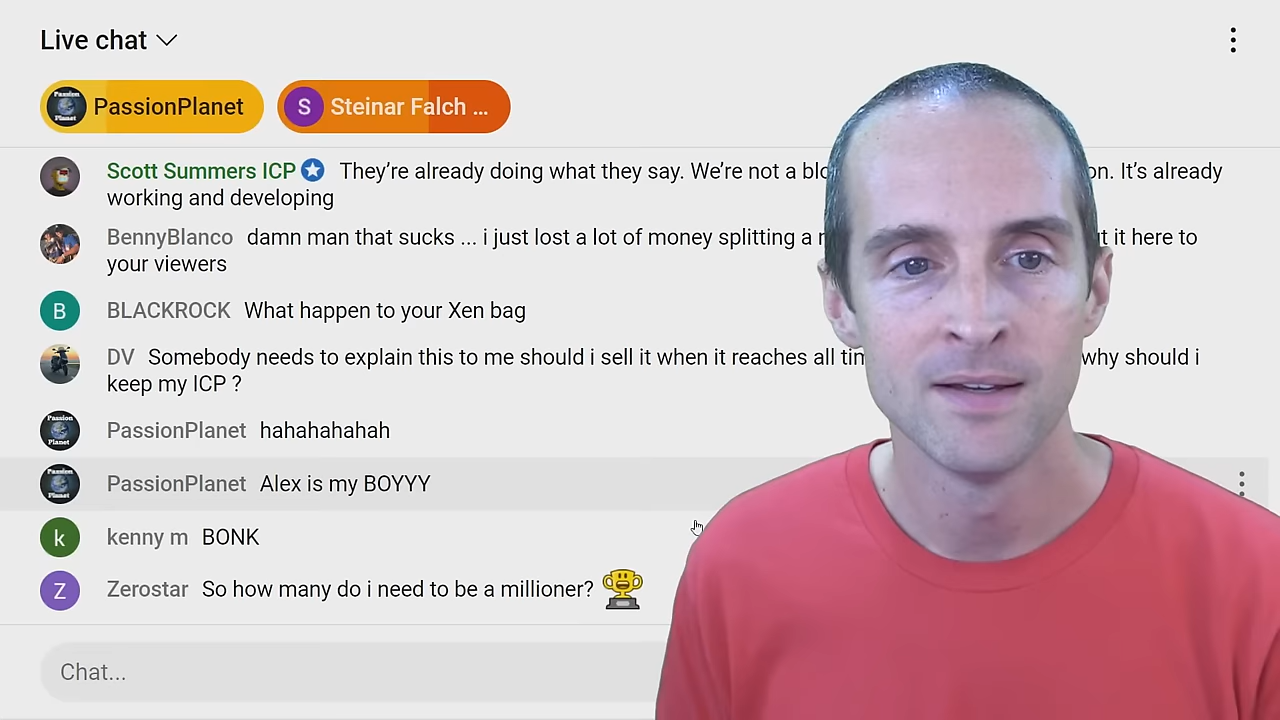 Live chat
PassionPlanet
S Steinar Falch ...
Scott Summers ICP They're already doing what they say. We're not a on. It's already
working and developing
BennyBlanco damn man that sucks ... i just lost a lot of money splitting a it here to
your viewers
B BLACKROCK What happen to your Xen bag
DV Somebody needs to explain this to me should i sell it when it reaches all why should i
keep my ICP ?
Passion Planet
PassionPlanet hahahahahah
Passion Planet
PassionPlanet Alex is my BOYYY
k kenny m BONK
Z Zerostar So how many do i need to be a millioner?
Chat...